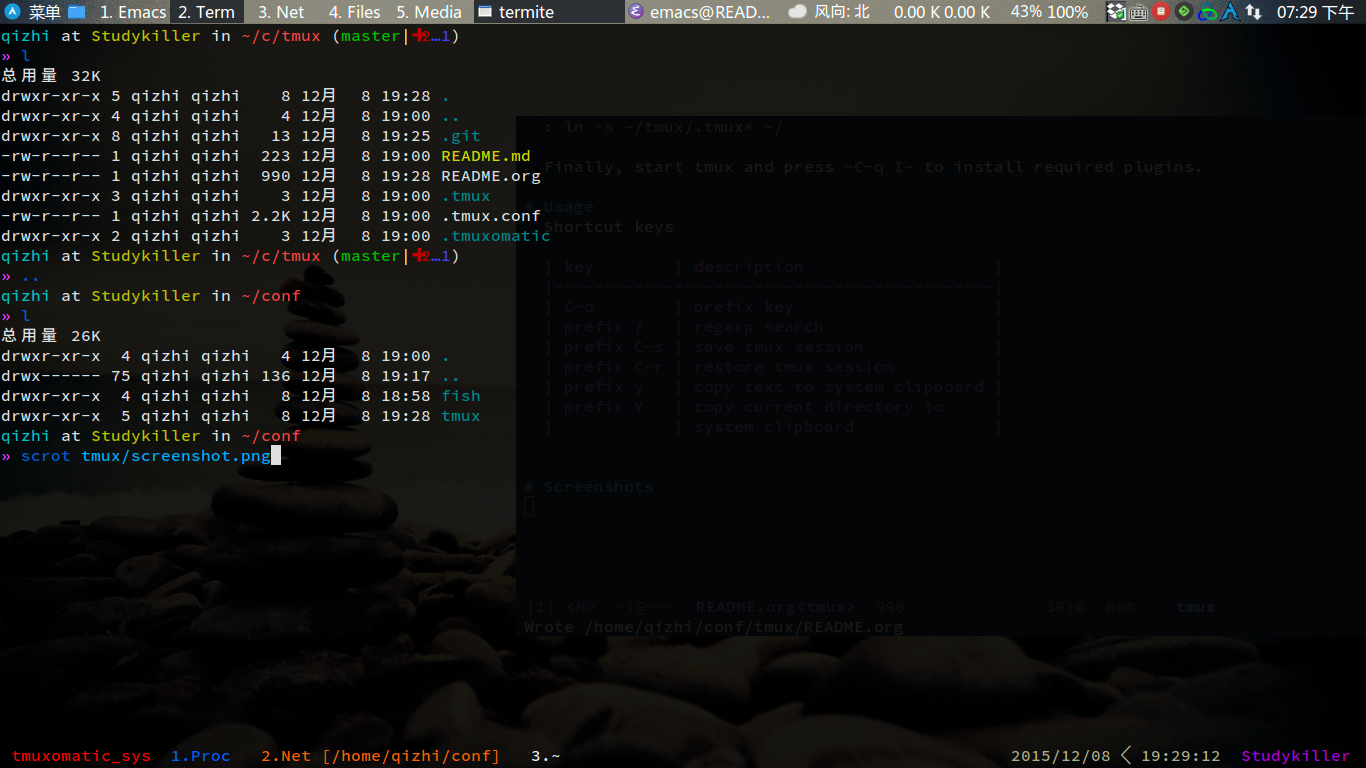 菜单 1. Emacs 2. Term 3. Net 4. Files 5. Media termite emacs@READ... 风向: 北 0.00 K 0.00 K 43% 100% 07:29 下午
qizhi at Studykiller in ~/c/tmux (master|✚2…1)
» l
总用量 32K
drwxr-xr-x 5 qizhi qizhi    8 12月  8 19:28 .
drwxr-xr-x 4 qizhi qizhi    4 12月  8 19:00 ..
drwxr-xr-x 8 qizhi qizhi   13 12月  8 19:25 .git
-rw-r--r-- 1 qizhi qizhi  223 12月  8 19:00 README.md
-rw-r--r-- 1 qizhi qizhi  990 12月  8 19:28 README.org
drwxr-xr-x 3 qizhi qizhi    3 12月  8 19:00 .tmux
-rw-r--r-- 1 qizhi qizhi 2.2K 12月  8 19:00 .tmux.conf
drwxr-xr-x 2 qizhi qizhi    3 12月  8 19:00 .tmuxomatic
qizhi at Studykiller in ~/c/tmux (master|✚2…1)
» ..
qizhi at Studykiller in ~/conf
» l
总用量 26K
drwxr-xr-x  4 qizhi qizhi   4 12月  8 19:00 .
drwx------ 75 qizhi qizhi 136 12月  8 19:17 ..
drwxr-xr-x  4 qizhi qizhi   8 12月  8 18:58 fish
drwxr-xr-x  5 qizhi qizhi   8 12月  8 19:28 tmux
qizhi at Studykiller in ~/conf
» scrot tmux/screenshot.png
: ln -s ~/tmux/.tmux* ~/
Finally, start tmux and press ~C-q I~ to install required plugins.
◉ Usage
Shortcut keys
| key | description |
|------------+------------------------------|
| C-q | prefix key |
| prefix / | regexp search |
| prefix C-s | save tmux session |
| prefix C-r | restore tmux session |
| prefix y | copy text to system clipboard |
| prefix Y | copy current directory to |
| | system clipboard |
◉ Screenshots
[1] <N> -:@--- README.org<tmux> 990 36:0 Bot tmux
Wrote /home/qizhi/conf/tmux/README.org
tmuxomatic_sys 1.Proc 2.Net [/home/qizhi/conf] 3.~ 2015/12/08 19:29:12 Studykiller